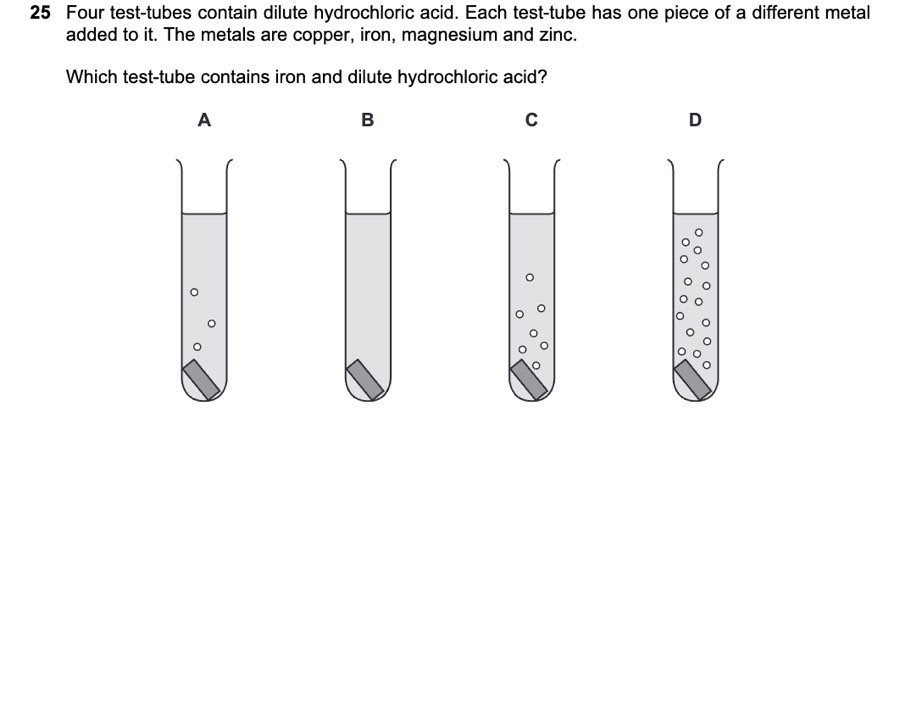 25 Four test-tubes contain dilute hydrochloric acid. Each test-tube has one piece of a different metal
added to it. The metals are copper, iron, magnesium and zinc.
Which test-tube contains iron and dilute hydrochloric acid?
A B C D